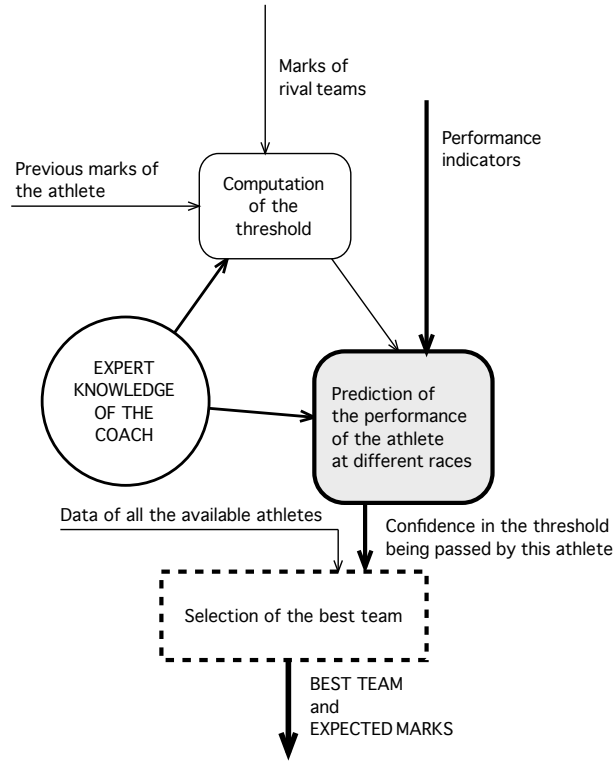 Marks of
rival teams
Performance
indicators
Previous marks of
the athlete
Computation
of the
threshold
EXPERT
KNOWLEDGE
OF THE
COACH
Prediction of
the performance
of the athlete
at different races
Data of all the available athletes
Confidence in the threshold
being passed by this athlete
Selection of the best team
BEST TEAM
and
EXPECTED MARKS